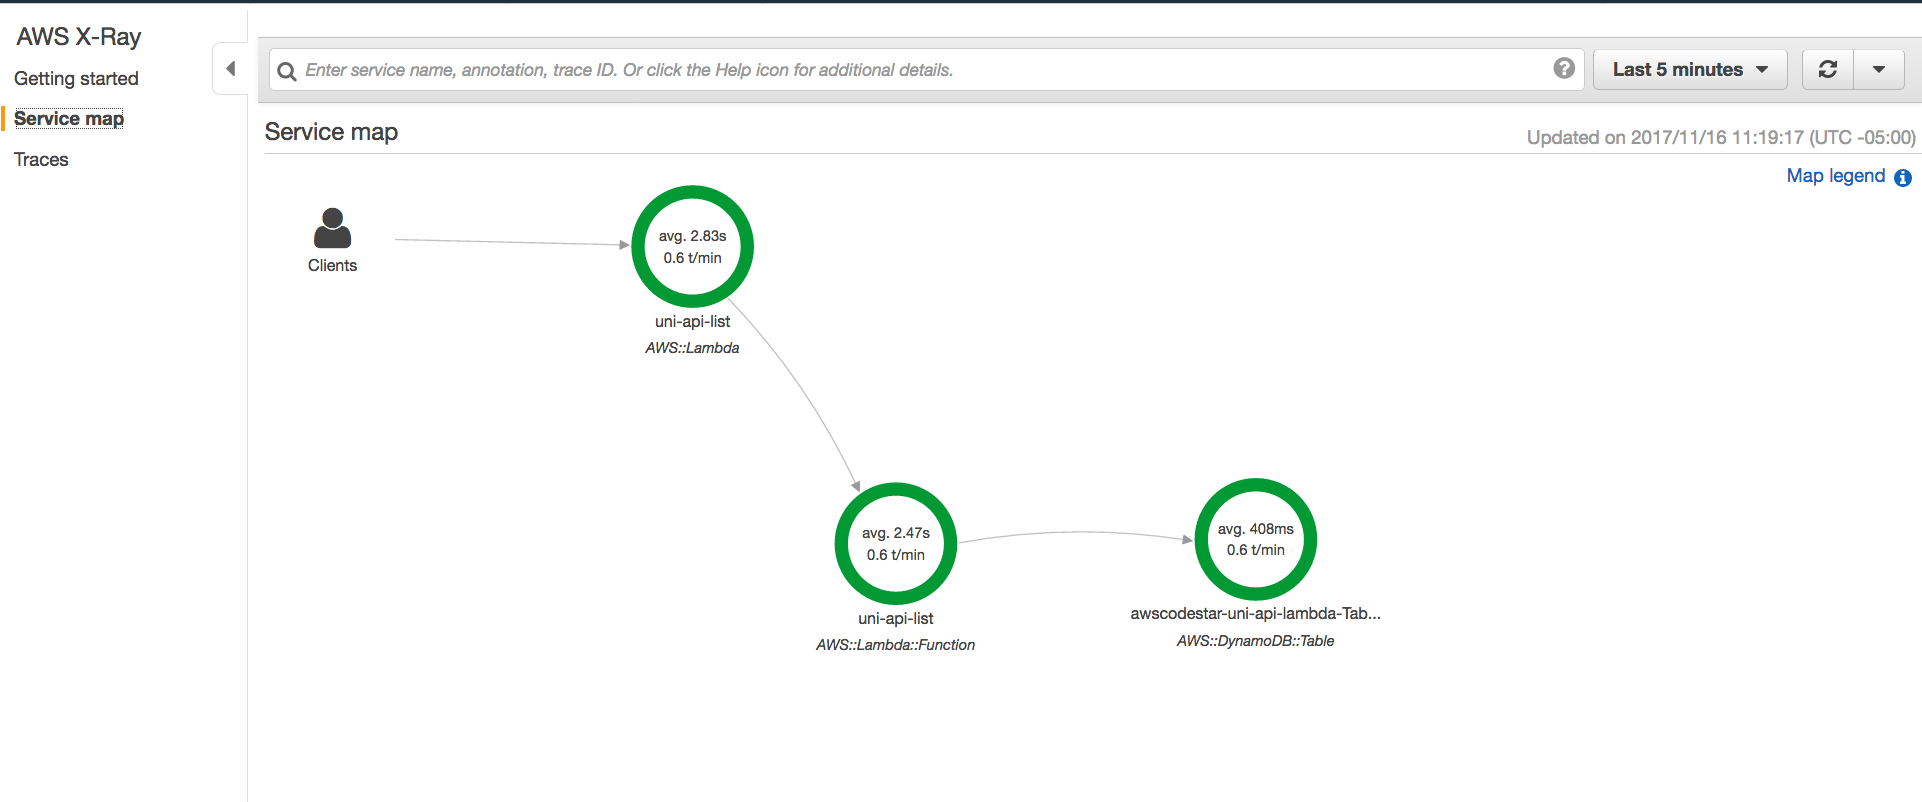 AWS X-Ray
Getting started
Service map
Traces
Enter service name, annotation, trace ID. Or click the Help icon for additional details.
?
Last 5 minutes
Service map
Updated on 2017/11/16 11:19:17 (UTC -05:00)
Map legend i
Clients
avg. 2.83s
0.6 t/min
uni-api-list
AWS::Lambda
avg. 2.47s
0.6 t/min
uni-api-list
AWS::Lambda::Function
avg. 408ms
0.6 t/min
awscodestar-uni-api-lambda-Tab...
AWS::DynamoDB::Table